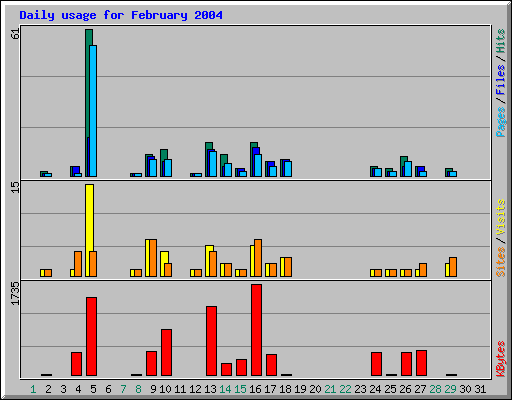 Daily usage for February 2004
61
Pages / Files / Hits
15
Sites / Visits
1735
KBytes
1 2 3 4 5 6 7 8 9 10 11 12 13 14 15 16 17 18 19 20 21 22 23 24 25 26 27 28 29 30 31